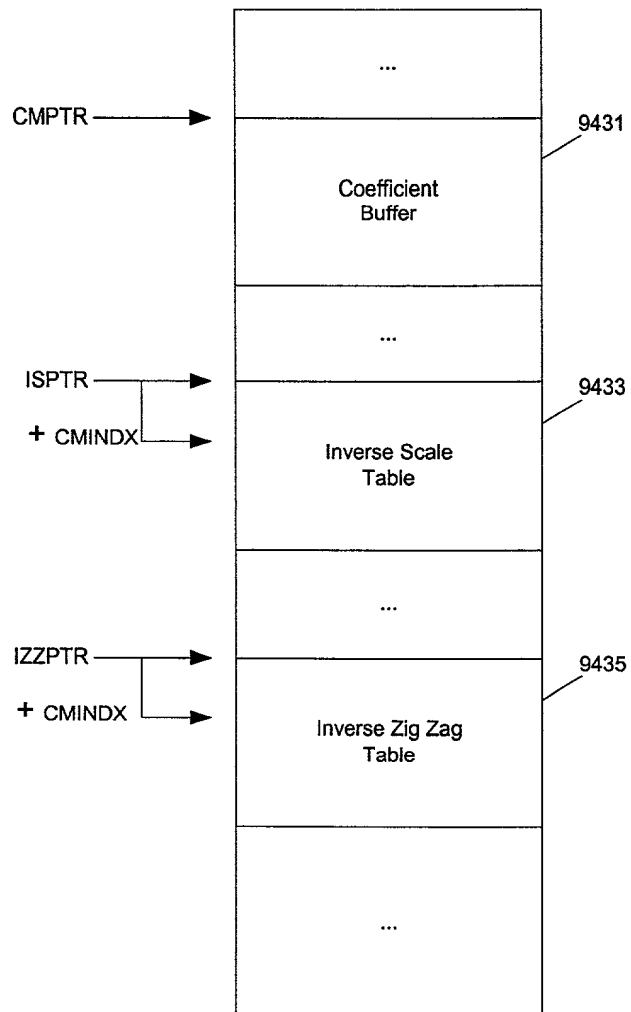 ...
CMPTR
9431
Coefficient
Buffer
...
ISPTR
9433
+ CMINDX
Inverse Scale
Table
...
IZZPTR
9435
+ CMINDX
Inverse Zig Zag
Table
...